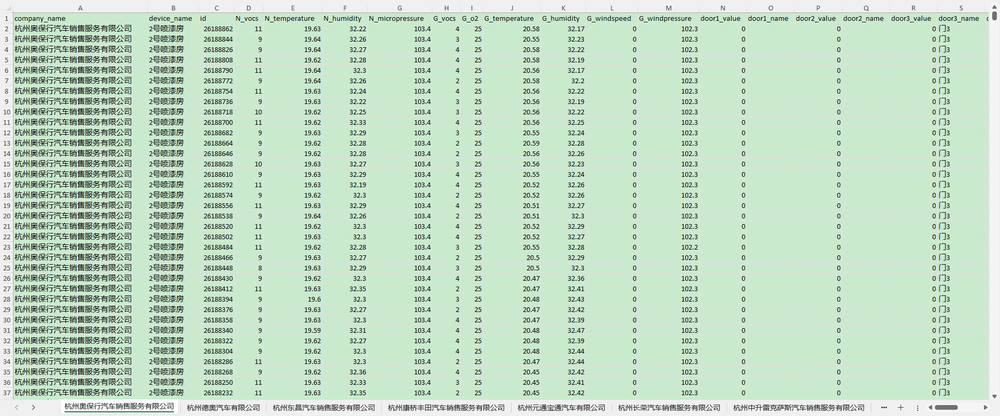 A B C D E F G H I J K L M N O P Q R S
1 company_name device_name id N_vocs N_temperature N_humidity N_micropressure G_vocs G_o2 G_temperature G_humidity G_windspeed G_windpressure door1_value door1_name door2_value door2_name door3_value door3_name
2 杭州奥保行汽车销售服务有限公司 2号喷漆房 26188862 11 19.63 32.22 103.4 4 25 20.58 32.17 0 102.3 0 0 0 门3
3 杭州奥保行汽车销售服务有限公司 2号喷漆房 26188844 9 19.64 32.26 103.4 3 25 20.55 32.23 0 102.3 0 0 0 门3
4 杭州奥保行汽车销售服务有限公司 2号喷漆房 26188826 9 19.64 32.27 103.4 4 25 20.58 32.22 0 102.3 0 0 0 门3
5 杭州奥保行汽车销售服务有限公司 2号喷漆房 26188808 11 19.62 32.28 103.4 4 25 20.58 32.19 0 102.3 0 0 0 门3
6 杭州奥保行汽车销售服务有限公司 2号喷漆房 26188790 11 19.64 32.3 103.4 4 25 20.56 32.17 0 102.3 0 0 0 门3
7 杭州奥保行汽车销售服务有限公司 2号喷漆房 26188772 9 19.64 32.26 103.4 2 25 20.58 32.2 0 102.3 0 0 0 门3
8 杭州奥保行汽车销售服务有限公司 2号喷漆房 26188754 11 19.63 32.24 103.4 4 25 20.56 32.22 0 102.3 0 0 0 门3
9 杭州奥保行汽车销售服务有限公司 2号喷漆房 26188736 9 19.63 32.22 103.4 3 25 20.56 32.19 0 102.3 0 0 0 门3
10 杭州奥保行汽车销售服务有限公司 2号喷漆房 26188718 10 19.62 32.25 103.4 3 25 20.56 32.22 0 102.3 0 0 0 门3
11 杭州奥保行汽车销售服务有限公司 2号喷漆房 26188700 11 19.62 32.33 103.4 4 25 20.56 32.25 0 102.3 0 0 0 门3
12 杭州奥保行汽车销售服务有限公司 2号喷漆房 26188682 9 19.63 32.29 103.4 3 25 20.55 32.24 0 102.3 0 0 0 门3
13 杭州奥保行汽车销售服务有限公司 2号喷漆房 26188664 9 19.62 32.28 103.4 2 25 20.59 32.28 0 102.3 0 0 0 门3
14 杭州奥保行汽车销售服务有限公司 2号喷漆房 26188646 9 19.62 32.28 103.4 2 25 20.56 32.26 0 102.3 0 0 0 门3
15 杭州奥保行汽车销售服务有限公司 2号喷漆房 26188628 10 19.63 32.27 103.4 3 25 20.56 32.23 0 102.3 0 0 0 门3
16 杭州奥保行汽车销售服务有限公司 2号喷漆房 26188610 9 19.63 32.29 103.4 4 25 20.55 32.24 0 102.3 0 0 0 门3
17 杭州奥保行汽车销售服务有限公司 2号喷漆房 26188592 11 19.63 32.19 103.4 4 25 20.52 32.26 0 102.3 0 0 0 门3
18 杭州奥保行汽车销售服务有限公司 2号喷漆房 26188574 9 19.62 32.3 103.4 2 25 20.52 32.26 0 102.3 0 0 0 门3
19 杭州奥保行汽车销售服务有限公司 2号喷漆房 26188556 11 19.63 32.29 103.4 4 25 20.51 32.27 0 102.3 0 0 0 门3
20 杭州奥保行汽车销售服务有限公司 2号喷漆房 26188538 9 19.64 32.26 103.4 2 25 20.51 32.3 0 102.3 0 0 0 门3
21 杭州奥保行汽车销售服务有限公司 2号喷漆房 26188520 11 19.62 32.3 103.4 4 25 20.52 32.29 0 102.3 0 0 0 门3
22 杭州奥保行汽车销售服务有限公司 2号喷漆房 26188502 11 19.63 32.3 103.4 4 25 20.52 32.27 0 102.3 0 0 0 门3
23 杭州奥保行汽车销售服务有限公司 2号喷漆房 26188484 11 19.62 32.28 103.4 3 25 20.55 32.28 0 102.2 0 0 0 门3
24 杭州奥保行汽车销售服务有限公司 2号喷漆房 26188466 9 19.63 32.27 103.4 2 25 20.5 32.29 0 102.3 0 0 0 门3
25 杭州奥保行汽车销售服务有限公司 2号喷漆房 26188448 8 19.63 32.29 103.4 3 25 20.5 32.3 0 102.3 0 0 0 门3
26 杭州奥保行汽车销售服务有限公司 2号喷漆房 26188430 9 19.62 32.3 103.4 4 25 20.47 32.36 0 102.3 0 0 0 门3
27 杭州奥保行汽车销售服务有限公司 2号喷漆房 26188412 11 19.63 32.35 103.4 2 25 20.47 32.41 0 102.3 0 0 0 门3
28 杭州奥保行汽车销售服务有限公司 2号喷漆房 26188394 9 19.6 32.3 103.4 3 25 20.48 32.43 0 102.3 0 0 0 门3
29 杭州奥保行汽车销售服务有限公司 2号喷漆房 26188376 9 19.63 32.27 103.4 2 25 20.47 32.42 0 102.3 0 0 0 门3
30 杭州奥保行汽车销售服务有限公司 2号喷漆房 26188358 9 19.63 32.3 103.4 4 25 20.47 32.39 0 102.3 0 0 0 门3
31 杭州奥保行汽车销售服务有限公司 2号喷漆房 26188340 9 19.59 32.31 103.4 4 25 20.48 32.47 0 102.3 0 0 0 门3
32 杭州奥保行汽车销售服务有限公司 2号喷漆房 26188322 9 19.62 32.27 103.4 4 25 20.48 32.39 0 102.3 0 0 0 门3
33 杭州奥保行汽车销售服务有限公司 2号喷漆房 26188304 9 19.62 32.3 103.4 4 25 20.48 32.44 0 102.3 0 0 0 门3
34 杭州奥保行汽车销售服务有限公司 2号喷漆房 26188286 11 19.63 32.3 103.4 2 25 20.47 32.44 0 102.3 0 0 0 门3
35 杭州奥保行汽车销售服务有限公司 2号喷漆房 26188268 9 19.62 32.36 103.4 4 25 20.45 32.42 0 102.3 0 0 0 门3
36 杭州奥保行汽车销售服务有限公司 2号喷漆房 26188250 11 19.63 32.33 103.4 3 25 20.45 32.41 0 102.3 0 0 0 门3
37 杭州奥保行汽车销售服务有限公司 2号喷漆房 26188232 11 19.63 32.35 103.4 2 25 20.45 32.42 0 102.3 0 0 0 门3
杭州奥保行汽车销售服务有限公司 杭州德奥汽车有限公司 杭州东昌汽车销售服务有限公司 杭州康桥丰田汽车销售服务有限公司 杭州元通宝通汽车有限公司 杭州长荣汽车销售服务有限公司 杭州中升雷克萨斯汽车销售服务有限公司 ···